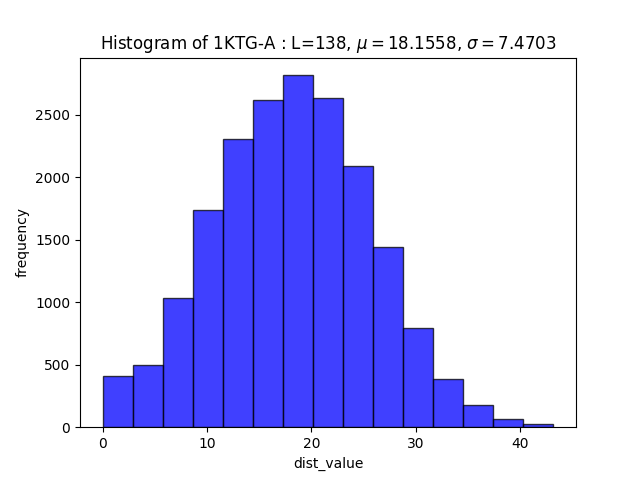 Histogram of 1KTG-A : L=138, μ = 18.1558, σ = 7.4703
2500
2000
1500
1000
500
0
frequency
0 10 20 30 40
dist_value